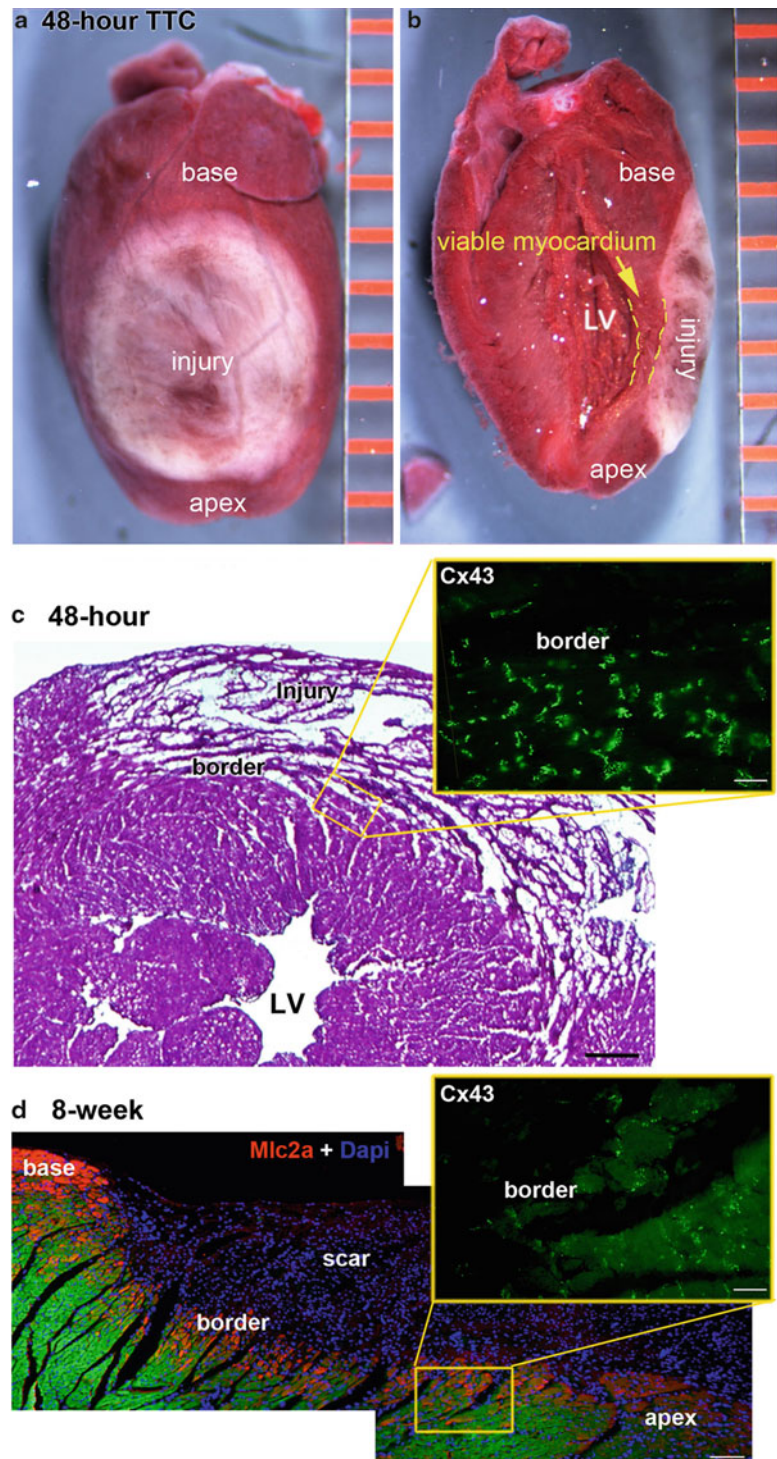 a 48-hour TTC
base
injury
apex
b
base
viable myocardium
LV
injury
apex
c 48-hour
Injury
border
LV
Cx43
border
d 8-week
Mlc2a + Dapi
base
scar
border
apex
Cx43
border